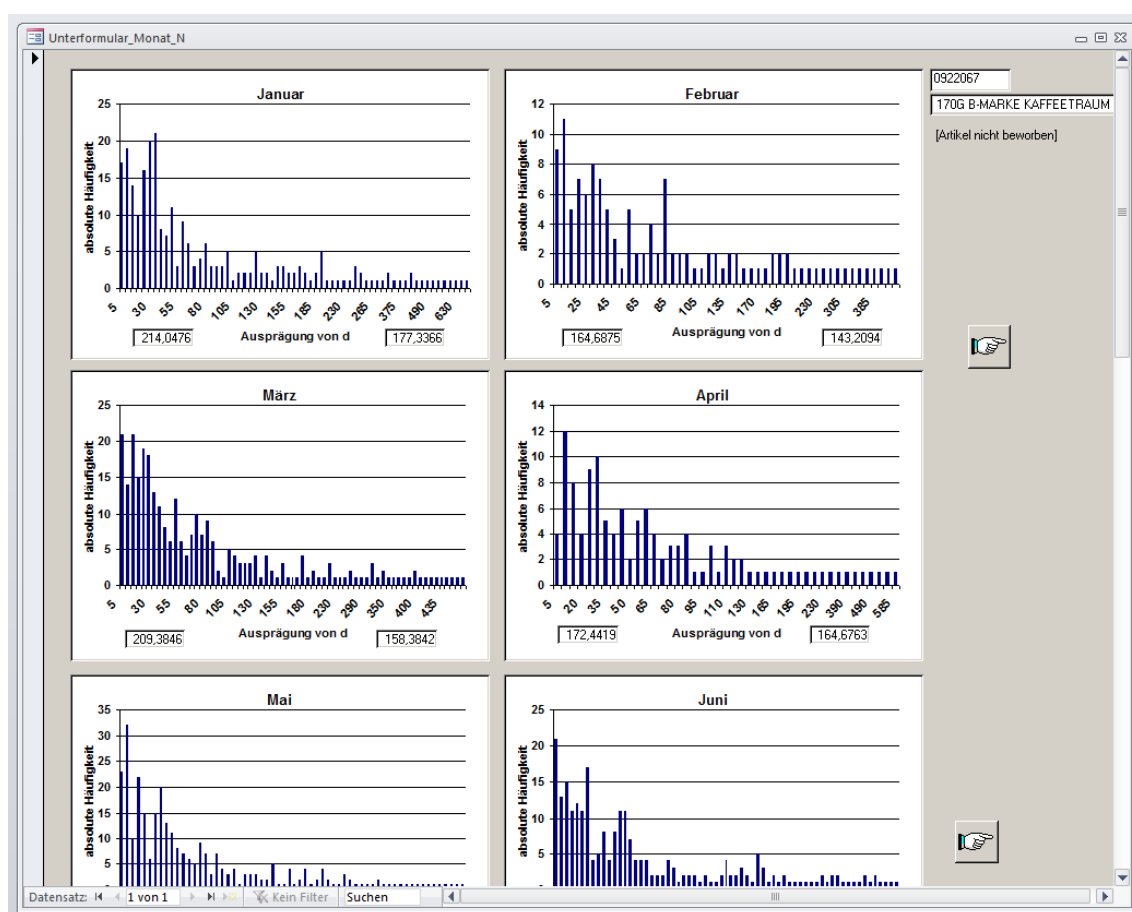 Unterformular_Monat_N
0922067
170G B-MARKE KAFFEETRAUM
[Artikel nicht beworben]
Januar
absolute Häufigkeit
25
20
15
10
5
0
5 30 55 80 105 130 155 185 230 265 375 490 630
214,0476
Ausprägung von d
177,3366
Februar
absolute Häufigkeit
12
10
8
6
4
2
0
5 25 45 65 85 105 135 170 195 230 305 385
164,6875
Ausprägung von d
143,2094
März
absolute Häufigkeit
25
20
15
10
5
0
5 30 55 80 105 130 155 180 230 290 350 400 435
209,3846
Ausprägung von d
158,3842
April
absolute Häufigkeit
14
12
10
8
6
4
2
0
5 20 35 50 65 80 95 110 130 165 195 230 390 490 585
172,4419
Ausprägung von d
164,6763
Mai
absolute Häufigkeit
35
30
25
20
15
10
5
Juni
absolute Häufigkeit
25
20
15
10
5
Datensatz: 1 von 1 Kein Filter Suchen